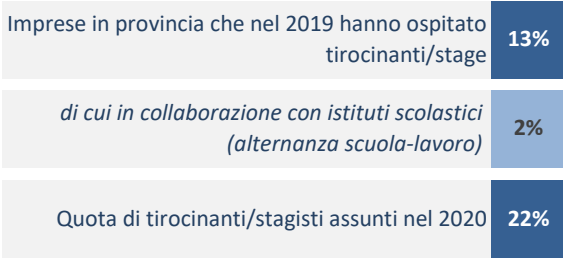 Imprese in provincia che nel 2019 hanno ospitato
tirocinanti/stage
13%
di cui in collaborazione con istituti scolastici
(alternanza scuola-lavoro)
2%
Quota di tirocinanti/stagisti assunti nel 2020
22%